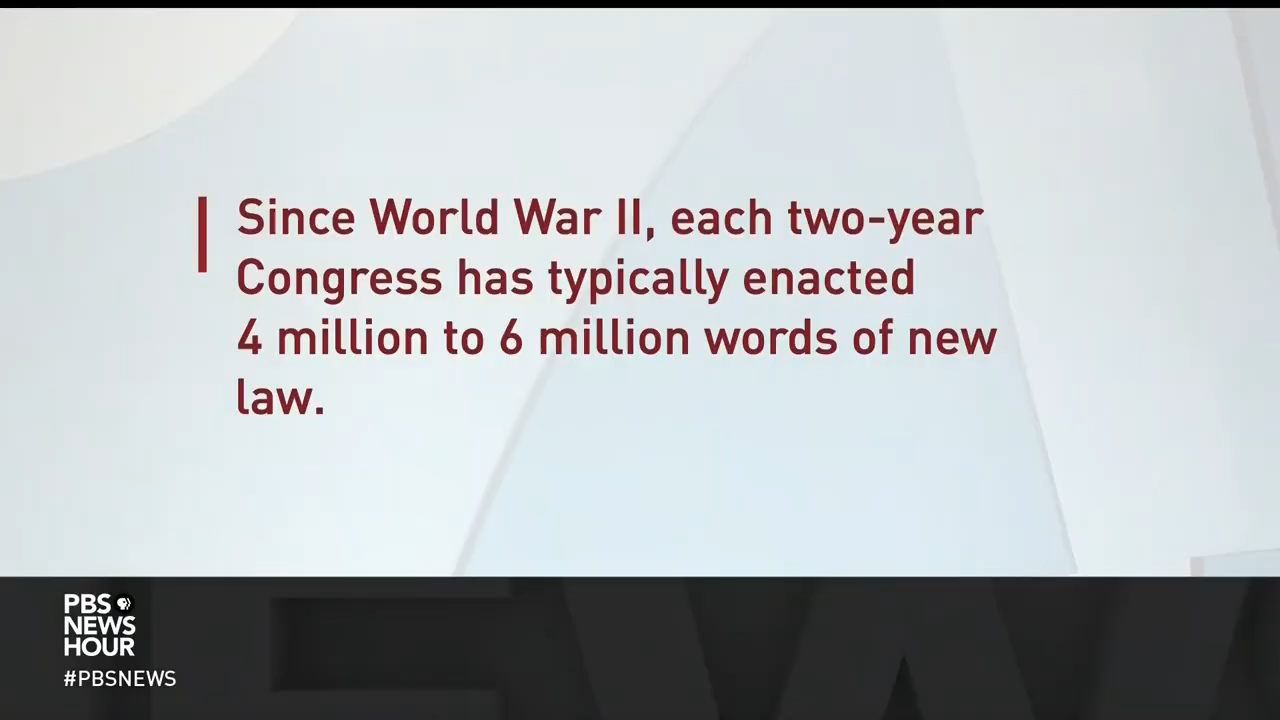 Since World War II, each two-year
Congress has typically enacted
4 million to 6 million words of new
law.
PBS
NEWS
HOUR
#PBSNEWS